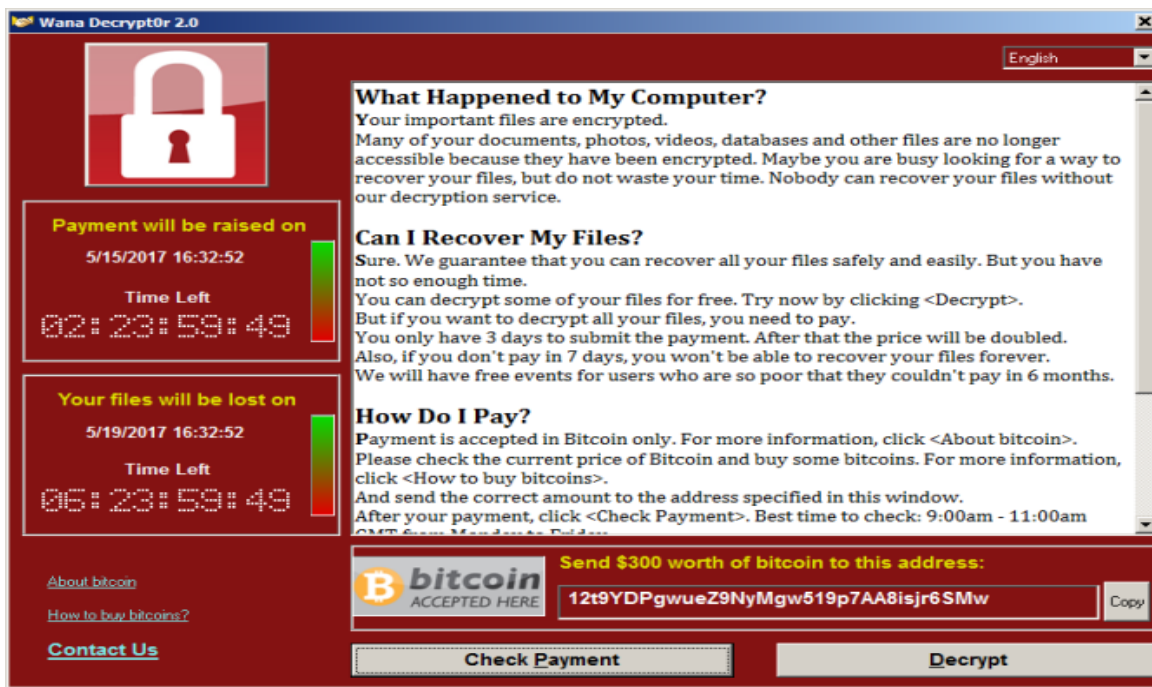 Wana Decrypt0r 2.0
English
What Happened to My Computer?
Your important files are encrypted.
Many of your documents, photos, videos, databases and other files are no longer
accessible because they have been encrypted. Maybe you are busy looking for a way to
recover your files, but do not waste your time. Nobody can recover your files without
our decryption service.
Can I Recover My Files?
Sure. We guarantee that you can recover all your files safely and easily. But you have
not so enough time.
You can decrypt some of your files for free. Try now by clicking <Decrypt>.
But if you want to decrypt all your files, you need to pay.
You only have 3 days to submit the payment. After that the price will be doubled.
Also, if you don't pay in 7 days, you won't be able to recover your files forever.
We will have free events for users who are so poor that they couldn't pay in 6 months.
How Do I Pay?
Payment is accepted in Bitcoin only. For more information, click <About bitcoin>.
Please check the current price of Bitcoin and buy some bitcoins. For more information,
click <How to buy bitcoins>.
And send the correct amount to the address specified in this window.
After your payment, click <Check Payment>. Best time to check: 9:00am - 11:00am
GMT from Monday to Friday.
Payment will be raised on
5/15/2017 16:32:52
Time Left
02:23:59:49
Your files will be lost on
5/19/2017 16:32:52
Time Left
06:23:59:49
About bitcoin
How to buy bitcoins?
Contact Us
bitcoin
ACCEPTED HERE
Send $300 worth of bitcoin to this address:
12t9YDPgwueZ9NyMgw519p7AA8isjr6SMw
Copy
Check Payment
Decrypt